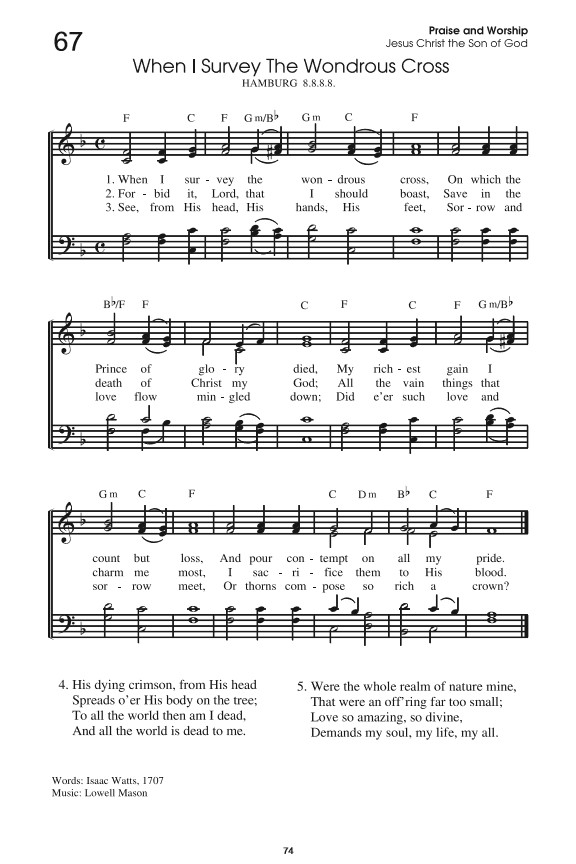 67
Praise and Worship
Jesus Christ the Son of God
When I Survey The Wondrous Cross
HAMBURG 8.8.8.8.
F C F Gm/B♭ Gm C F
1. When I sur - vey the won - drous cross, On which the
2. For - bid it, Lord, that I should boast, Save in the
3. See, from His head, His hands, His feet, Sor - row and
B♭/F F C F C F Gm/B♭
Prince of glo - ry died, My rich - est gain I
death of Christ my God; All the vain things that
love flow min - gled down; Did e'er such love and
Gm C F C Dm B♭ C F
count but loss, And pour con - tempt on all my pride.
charm me most, I sac - ri - fice them to His blood.
sor - row meet, Or thorns com - pose so rich a crown?
4. His dying crimson, from His head
Spreads o'er His body on the tree;
To all the world then am I dead,
And all the world is dead to me.
5. Were the whole realm of nature mine,
That were an off'ring far too small;
Love so amazing, so divine,
Demands my soul, my life, my all.
Words: Isaac Watts, 1707
Music: Lowell Mason
74